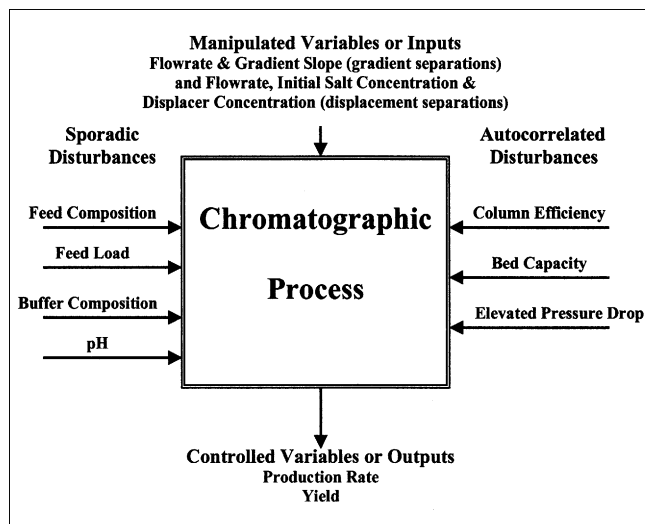 Manipulated Variables or Inputs
Flowrate & Gradient Slope (gradient separations)
and Flowrate, Initial Salt Concentration &
Displacer Concentration (displacement separations)
Sporadic
Disturbances
Autocorrelated
Disturbances
Feed Composition
Feed Load
Buffer Composition
pH
Chromatographic
Process
Column Efficiency
Bed Capacity
Elevated Pressure Drop
Controlled Variables or Outputs
Production Rate
Yield